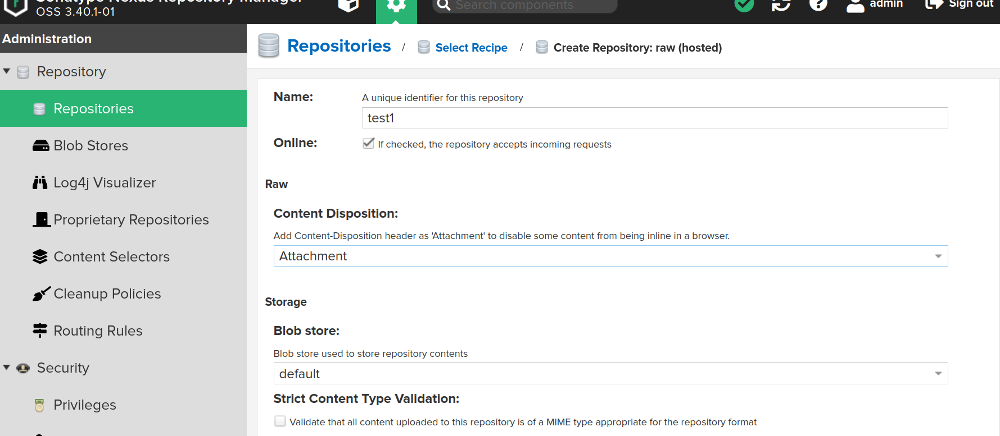 Sonatype Nexus Repository Manager
OSS 3.40.1-01
Search components
admin
Sign out
Administration
Repositories / Select Recipe / Create Repository: raw (hosted)
Repository
Repositories
Blob Stores
Log4j Visualizer
Proprietary Repositories
Content Selectors
Cleanup Policies
Routing Rules
Security
Privileges
Name:
A unique identifier for this repository
test1
Online:
If checked, the repository accepts incoming requests
Raw
Content Disposition:
Add Content-Disposition header as 'Attachment' to disable some content from being inline in a browser.
Attachment
Storage
Blob store:
Blob store used to store repository contents
default
Strict Content Type Validation:
Validate that all content uploaded to this repository is of a MIME type appropriate for the repository format